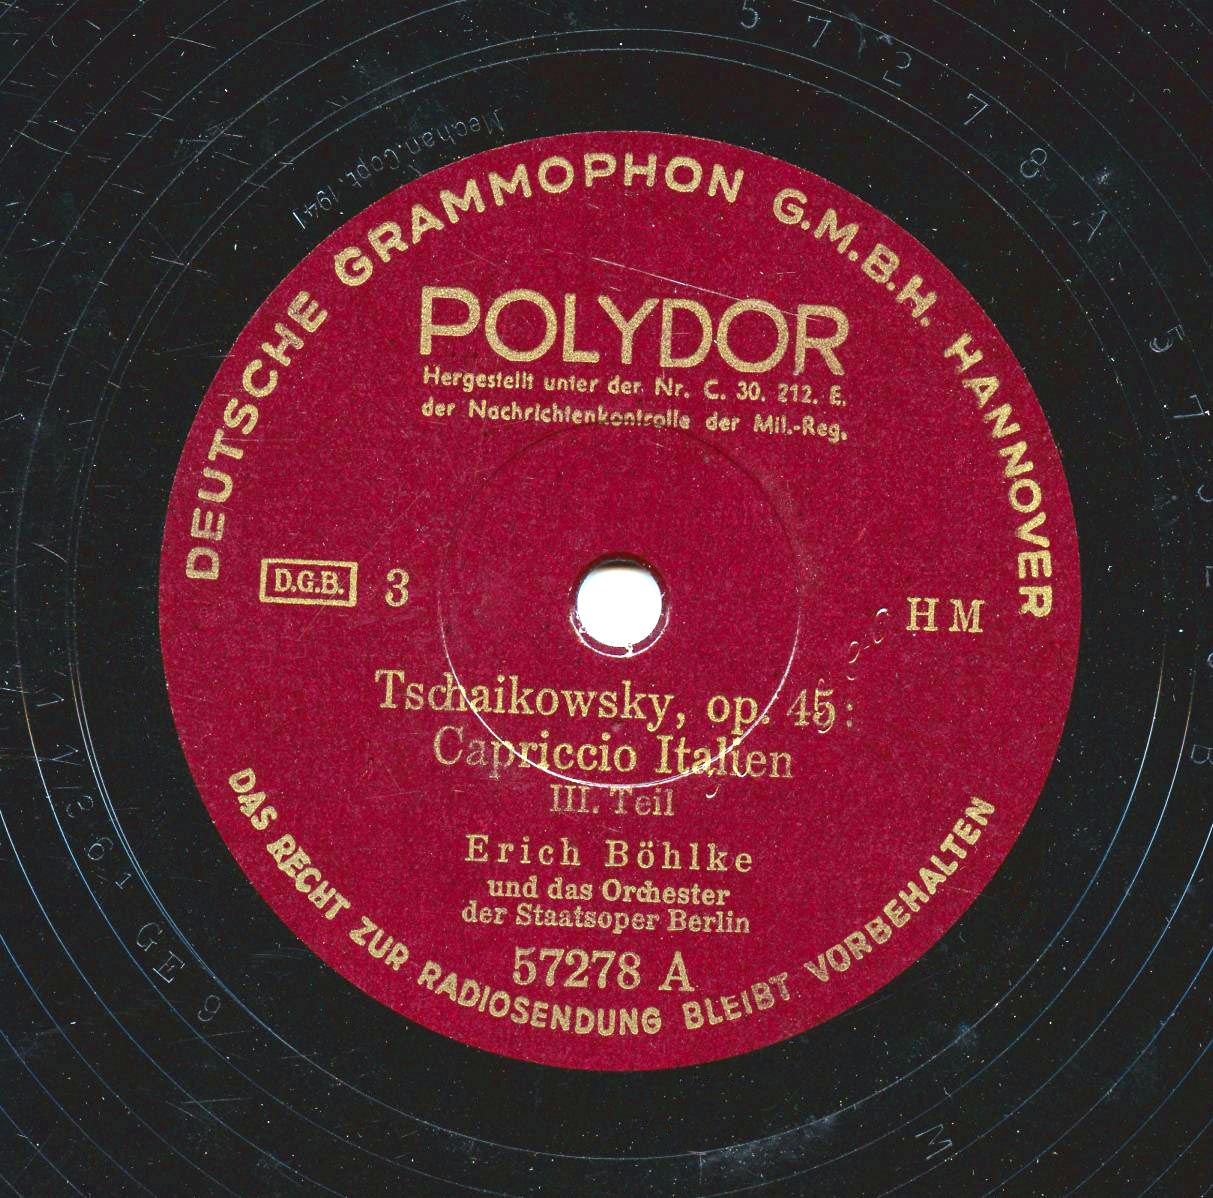 DEUTSCHE GRAMMOPHON G.M.B.H. HANNOVER
POLYDOR
Hergestellt unter der Nr. C. 30. 212. E.
der Nachrichtenkontrolle der Mil.-Reg.
D.G.B. 3
HM
Tschaikowsky, op. 45:
Capriccio Italien
III. Teil
Erich Böhlke
und das Orchester
der Staatsoper Berlin
57278 A
DAS RECHT ZUR RADIOSENDUNG BLEIBT VORBEHALTEN
Mechan. Copt. 1941
57278 A